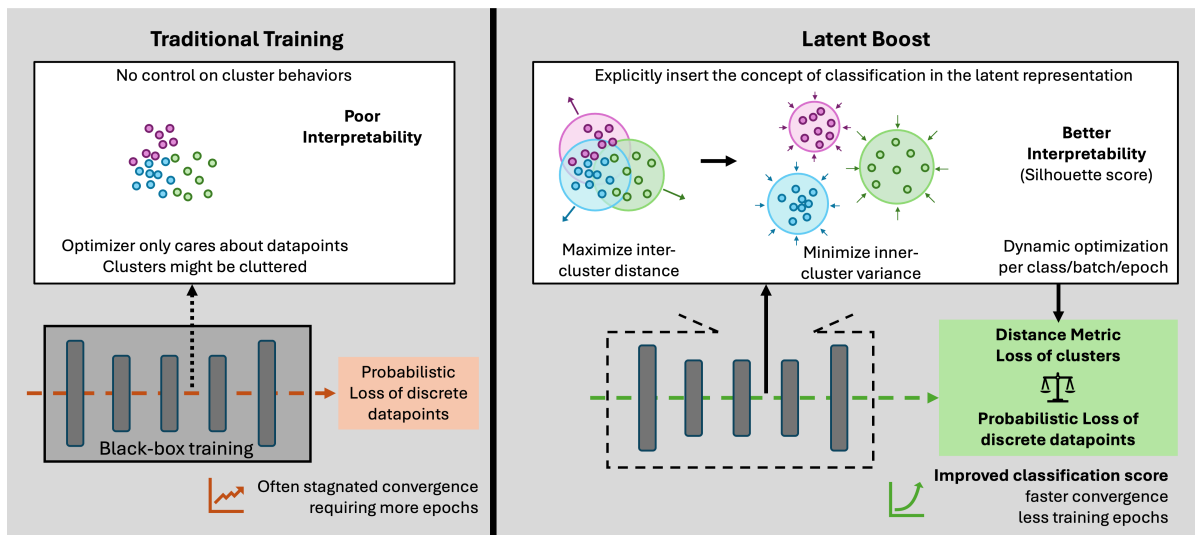 Traditional Training
No control on cluster behaviors
Poor
Interpretability
Optimizer only cares about datapoints
Clusters might be cluttered
Black-box training
Probabilistic
Loss of discrete
datapoints
Often stagnated convergence
requiring more epochs
Latent Boost
Explicitly insert the concept of classification in the latent representation
Better
Interpretability
(Silhouette score)
Maximize inter-
cluster distance
Minimize inner-
cluster variance
Dynamic optimization
per class/batch/epoch
Distance Metric
Loss of clusters
Probabilistic Loss of
discrete datapoints
Improved classification score
faster convergence
less training epochs